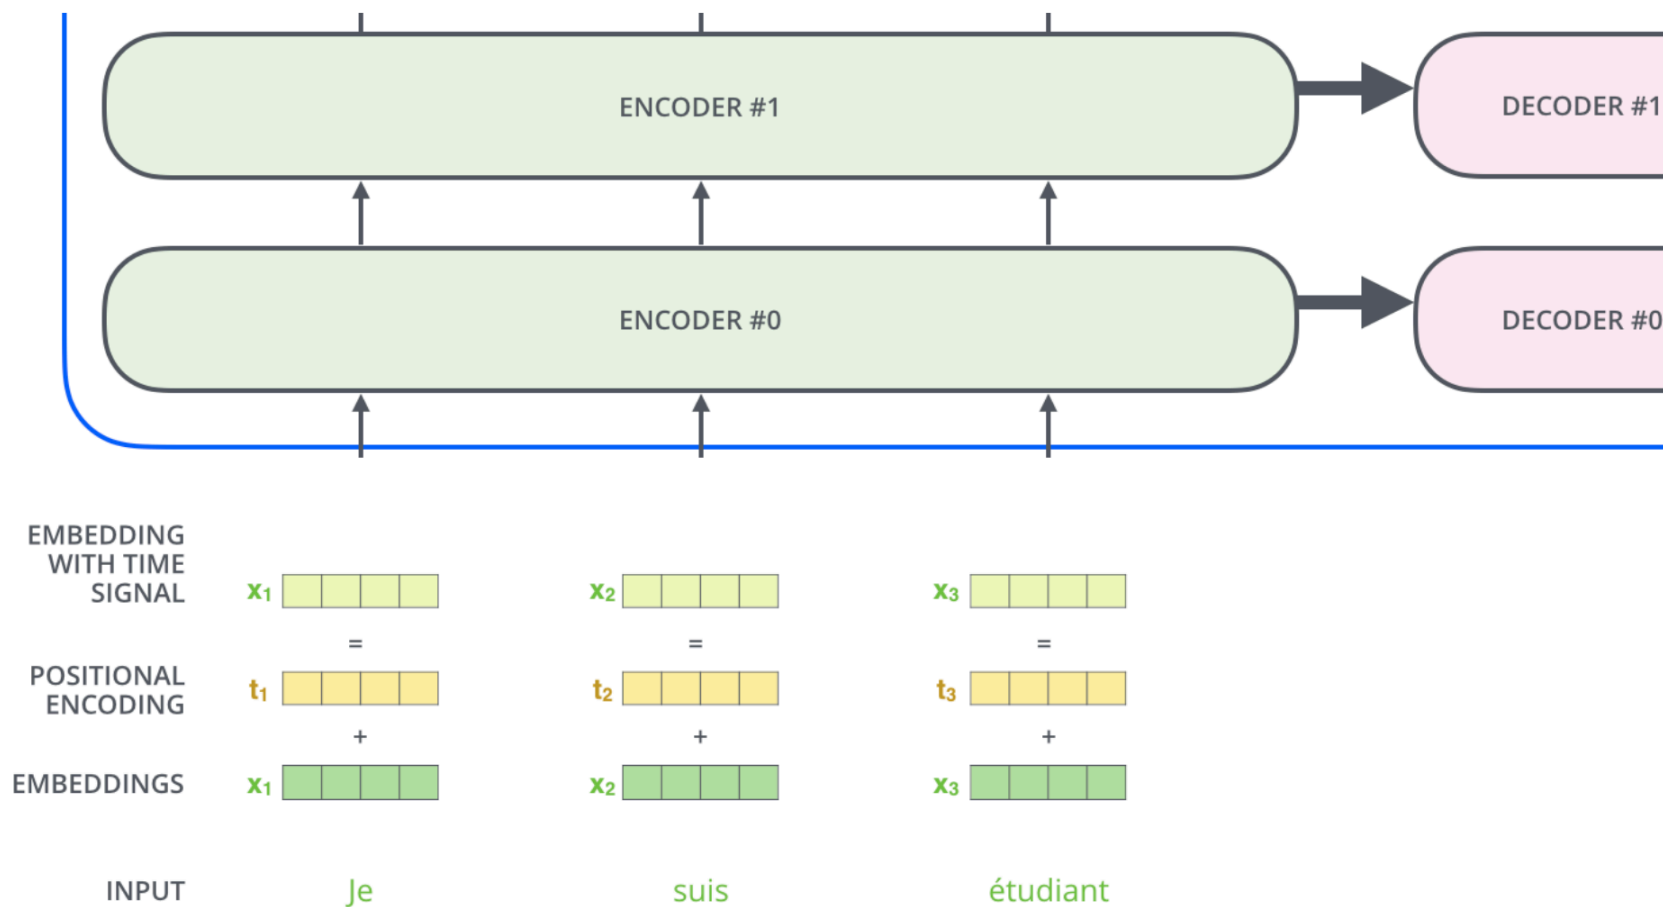 ENCODER #1
DECODER #1
ENCODER #0
DECODER #0
EMBEDDING
WITH TIME
SIGNAL
x₁
x₂
x₃
=
=
=
POSITIONAL
ENCODING
t₁
t₂
t₃
+
+
+
EMBEDDINGS
x₁
x₂
x₃
INPUT
Je
suis
étudiant